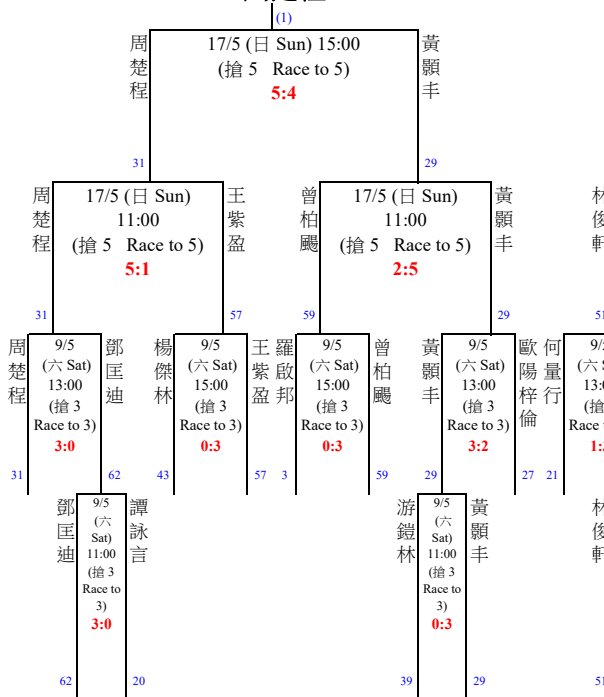 (1)
周楚程
17/5 (日 Sun) 15:00
(搶 5 Race to 5)
5:4
黃顥丰
31
29
周楚程
17/5 (日 Sun)
11:00
(搶 5 Race to 5)
5:1
王紫盈
曾柏颺
17/5 (日 Sun)
11:00
(搶 5 Race to 5)
2:5
黃顥丰
林俊軒
31
57
59
29
51
周楚程
9/5
(六 Sat)
13:00
(搶 3
Race to 3)
3:0
鄧匡迪
楊傑林
9/5
(六 Sat)
15:00
(搶 3
Race to 3)
0:3
王紫盈
羅啟邦
9/5
(六 Sat)
15:00
(搶 3
Race to 3)
0:3
曾柏颺
黃顥丰
9/5
(六 Sat)
13:00
(搶 3
Race to 3)
3:2
歐陽梓倫
何量行
31
62
43
57
3
59
29
27
21
鄧匡迪
9/5
(六
Sat)
11:00
(搶 3
Race to
3)
3:0
譚詠言
游鎧林
9/5
(六
Sat)
11:00
(搶 3
Race to
3)
0:3
黃顥丰
林俊軒
62
20
39
29
51